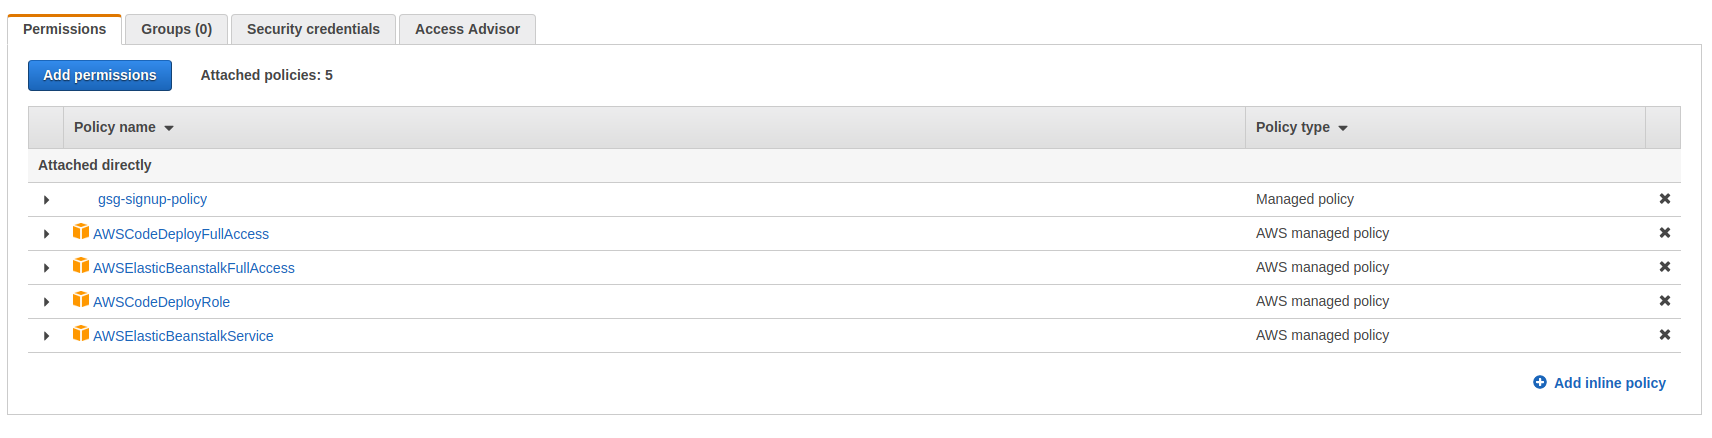 Permissions Groups (0) Security credentials Access Advisor
Add permissions Attached policies: 5
Policy name Policy type
Attached directly
gsg-signup-policy Managed policy
AWSCodeDeployFullAccess AWS managed policy
AWSElasticBeanstalkFullAccess AWS managed policy
AWSCodeDeployRole AWS managed policy
AWSElasticBeanstalkService AWS managed policy
Add inline policy